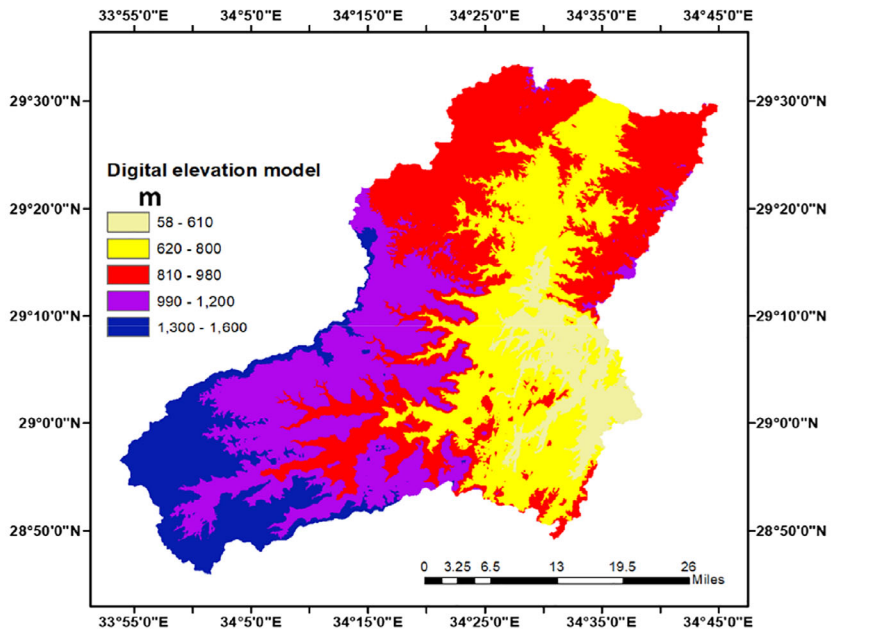 33°55'0"E 34°5'0"E 34°15'0"E 34°25'0"E 34°35'0"E 34°45'0"E
29°30'0"N 29°30'0"N
Digital elevation model
m
29°20'0"N 29°20'0"N
58 - 610
620 - 800
810 - 980
990 - 1,200
1,300 - 1,600
29°10'0"N 29°10'0"N
29°0'0"N 29°0'0"N
28°50'0"N 28°50'0"N
0 3.25 6.5 13 19.5 26
Miles
33°55'0"E 34°5'0"E 34°15'0"E 34°25'0"E 34°35'0"E 34°45'0"E